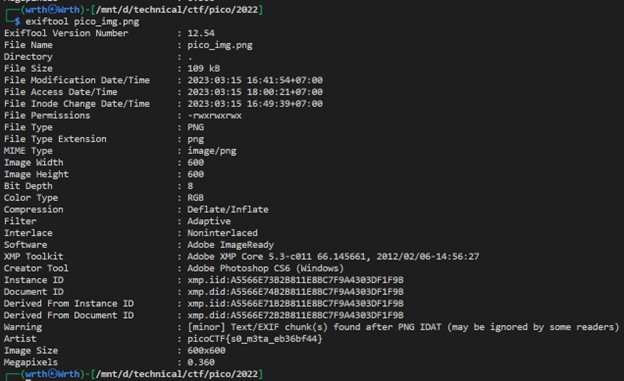 Megapixels : 0.360
┌──(wrth㉿Wrth)-[/mnt/d/technical/ctf/pico/2022]
└─$ exiftool pico_img.png
ExifTool Version Number : 12.54
File Name : pico_img.png
Directory : .
File Size : 109 kB
File Modification Date/Time : 2023:03:15 16:41:54+07:00
File Access Date/Time : 2023:03:15 18:00:21+07:00
File Inode Change Date/Time : 2023:03:15 16:49:39+07:00
File Permissions : -rwxrwxrwx
File Type : PNG
File Type Extension : png
MIME Type : image/png
Image Width : 600
Image Height : 600
Bit Depth : 8
Color Type : RGB
Compression : Deflate/Inflate
Filter : Adaptive
Interlace : Noninterlaced
Software : Adobe ImageReady
XMP Toolkit : Adobe XMP Core 5.3-c011 66.145661, 2012/02/06-14:56:27
Creator Tool : Adobe Photoshop CS6 (Windows)
Instance ID : xmp.iid:A5566E73B2B811E8BC7F9A4303DF1F9B
Document ID : xmp.did:A5566E74B2B811E8BC7F9A4303DF1F9B
Derived From Instance ID : xmp.iid:A5566E71B2B811E8BC7F9A4303DF1F9B
Derived From Document ID : xmp.did:A5566E72B2B811E8BC7F9A4303DF1F9B
Warning : [minor] Text/EXIF chunk(s) found after PNG IDAT (may be ignored by some readers)
Artist : picoCTF{s0_m3ta_eb36bf44}
Image Size : 600x600
Megapixels : 0.360
┌──(wrth㉿Wrth)-[/mnt/d/technical/ctf/pico/2022]